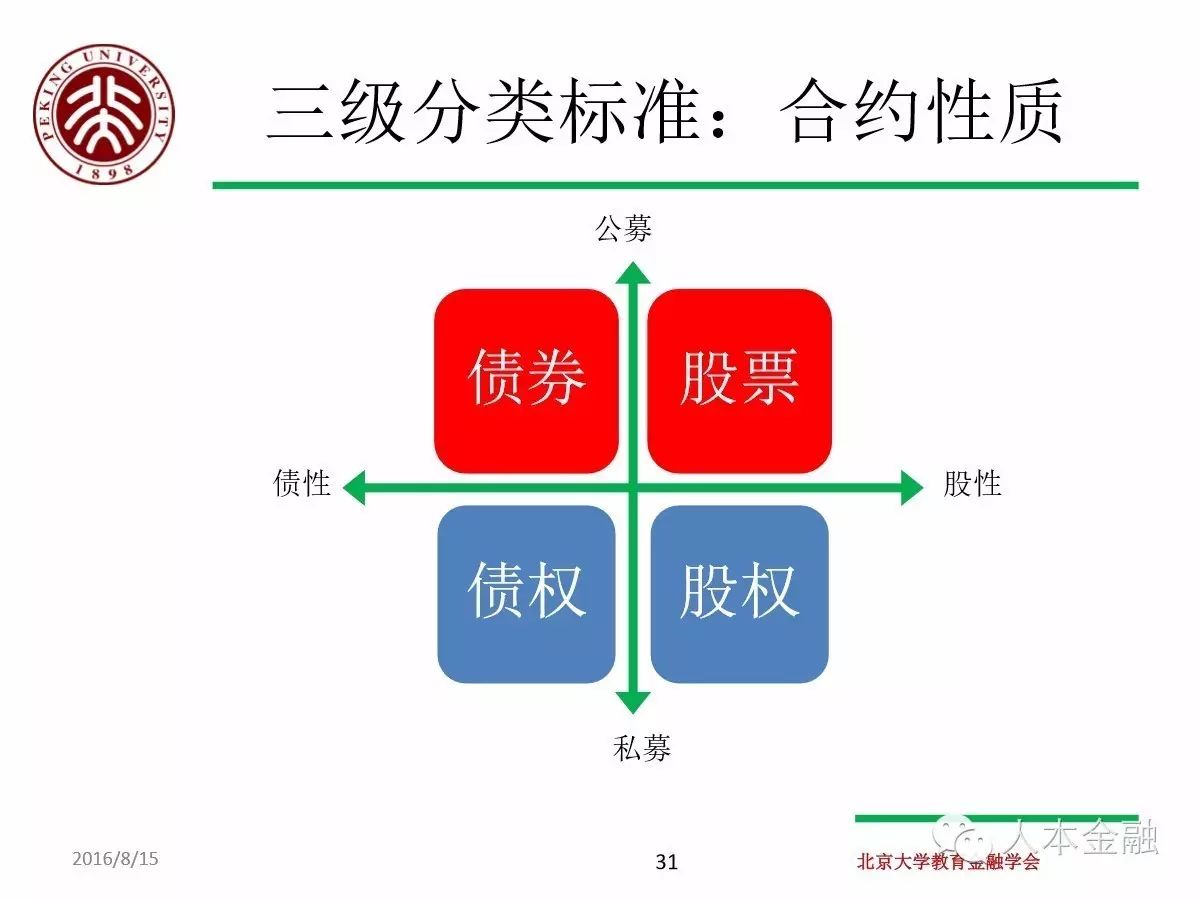 PEKING UNIVERSITY
1898
三级分类标准：合约性质
公募
债券 股票
债性 股性
债权 股权
私募
人本金融
2016/8/15 31 北京大学教育金融学会